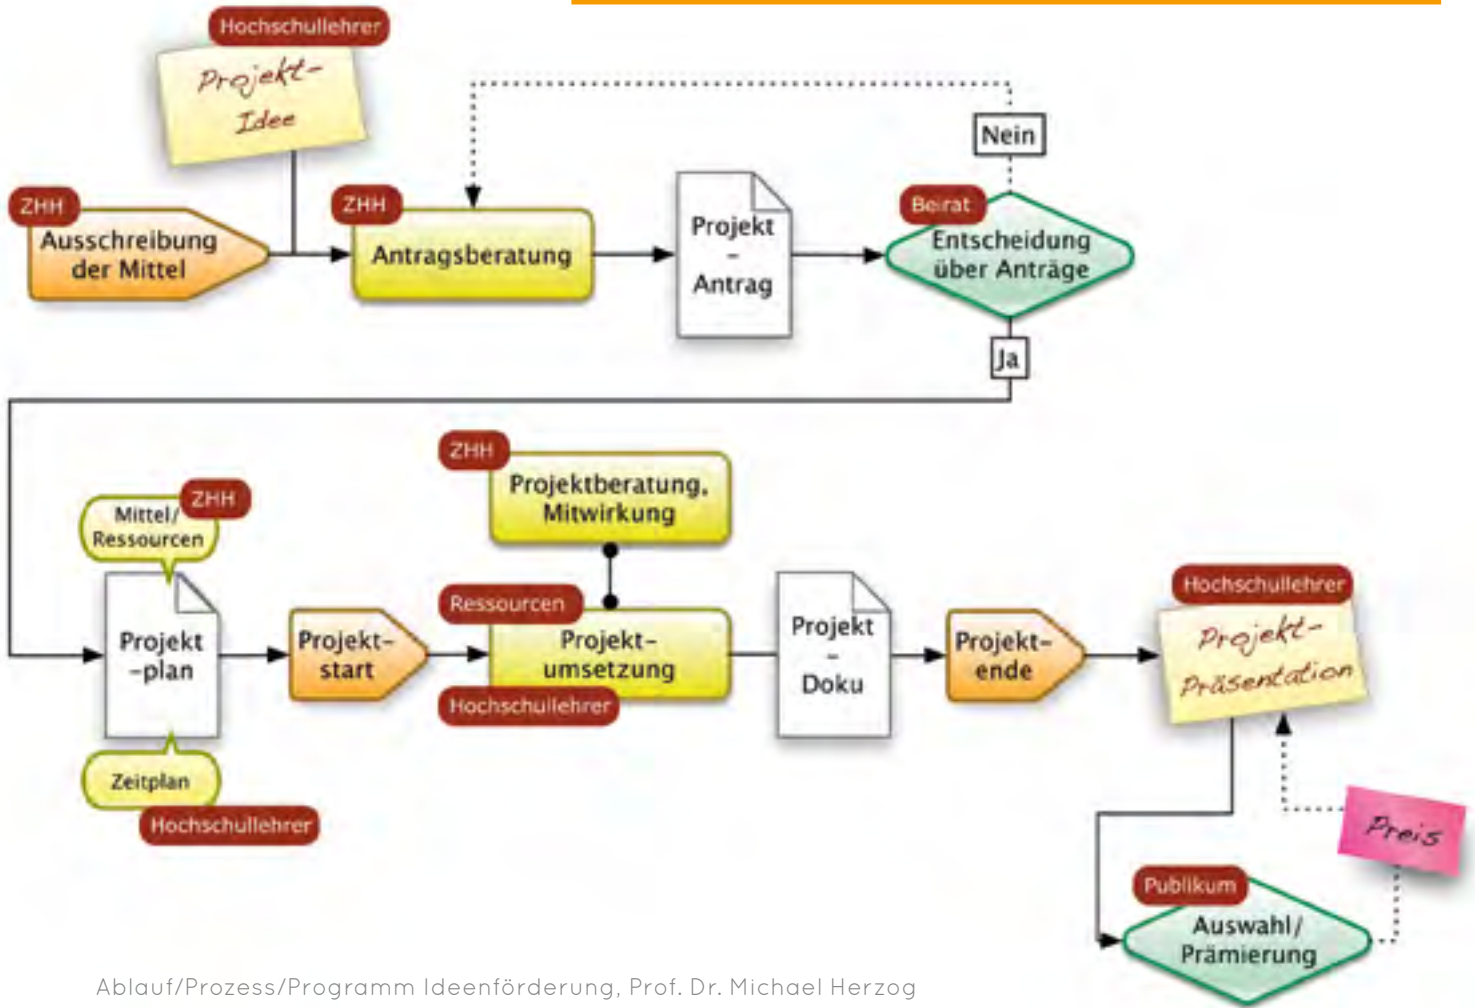 Hochschullehrer
Projekt-
Idee
Nein
ZHH
Ausschreibung
der Mittel
ZHH
Antragsberatung
Projekt
-
Antrag
Beirat
Entscheidung
über Anträge
Ja
ZHH
Mittel/
Ressourcen
Projekt
-plan
Zeitplan
Hochschullehrer
Projekt-
start
ZHH
Projektberatung,
Mitwirkung
Ressourcen
Projekt-
umsetzung
Hochschullehrer
Projekt
-
Doku
Projekt-
ende
Hochschullehrer
Projekt-
Präsentation
Preis
Publikum
Auswahl/
Prämierung
Ablauf/Prozess/Programm Ideenförderung, Prof. Dr. Michael Herzog